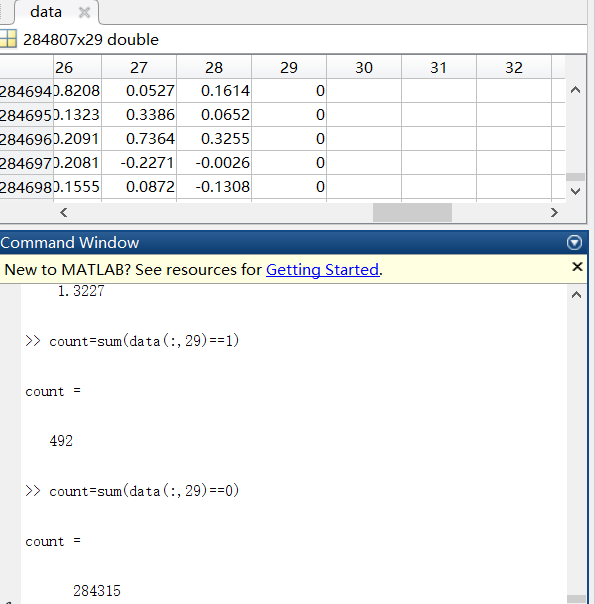 data
284807x29 double
26 27 28 29 30 31 32
284694 0.8208 0.0527 0.1614 0
284695 0.1323 0.3386 0.0652 0
284696 0.2091 0.7364 0.3255 0
284697 0.2081 -0.2271 -0.0026 0
284698 0.1555 0.0872 -0.1308 0
Command Window
New to MATLAB? See resources for Getting Started.
1.3227
>> count=sum(data(:,29)==1)
count =
492
>> count=sum(data(:,29)==0)
count =
284315